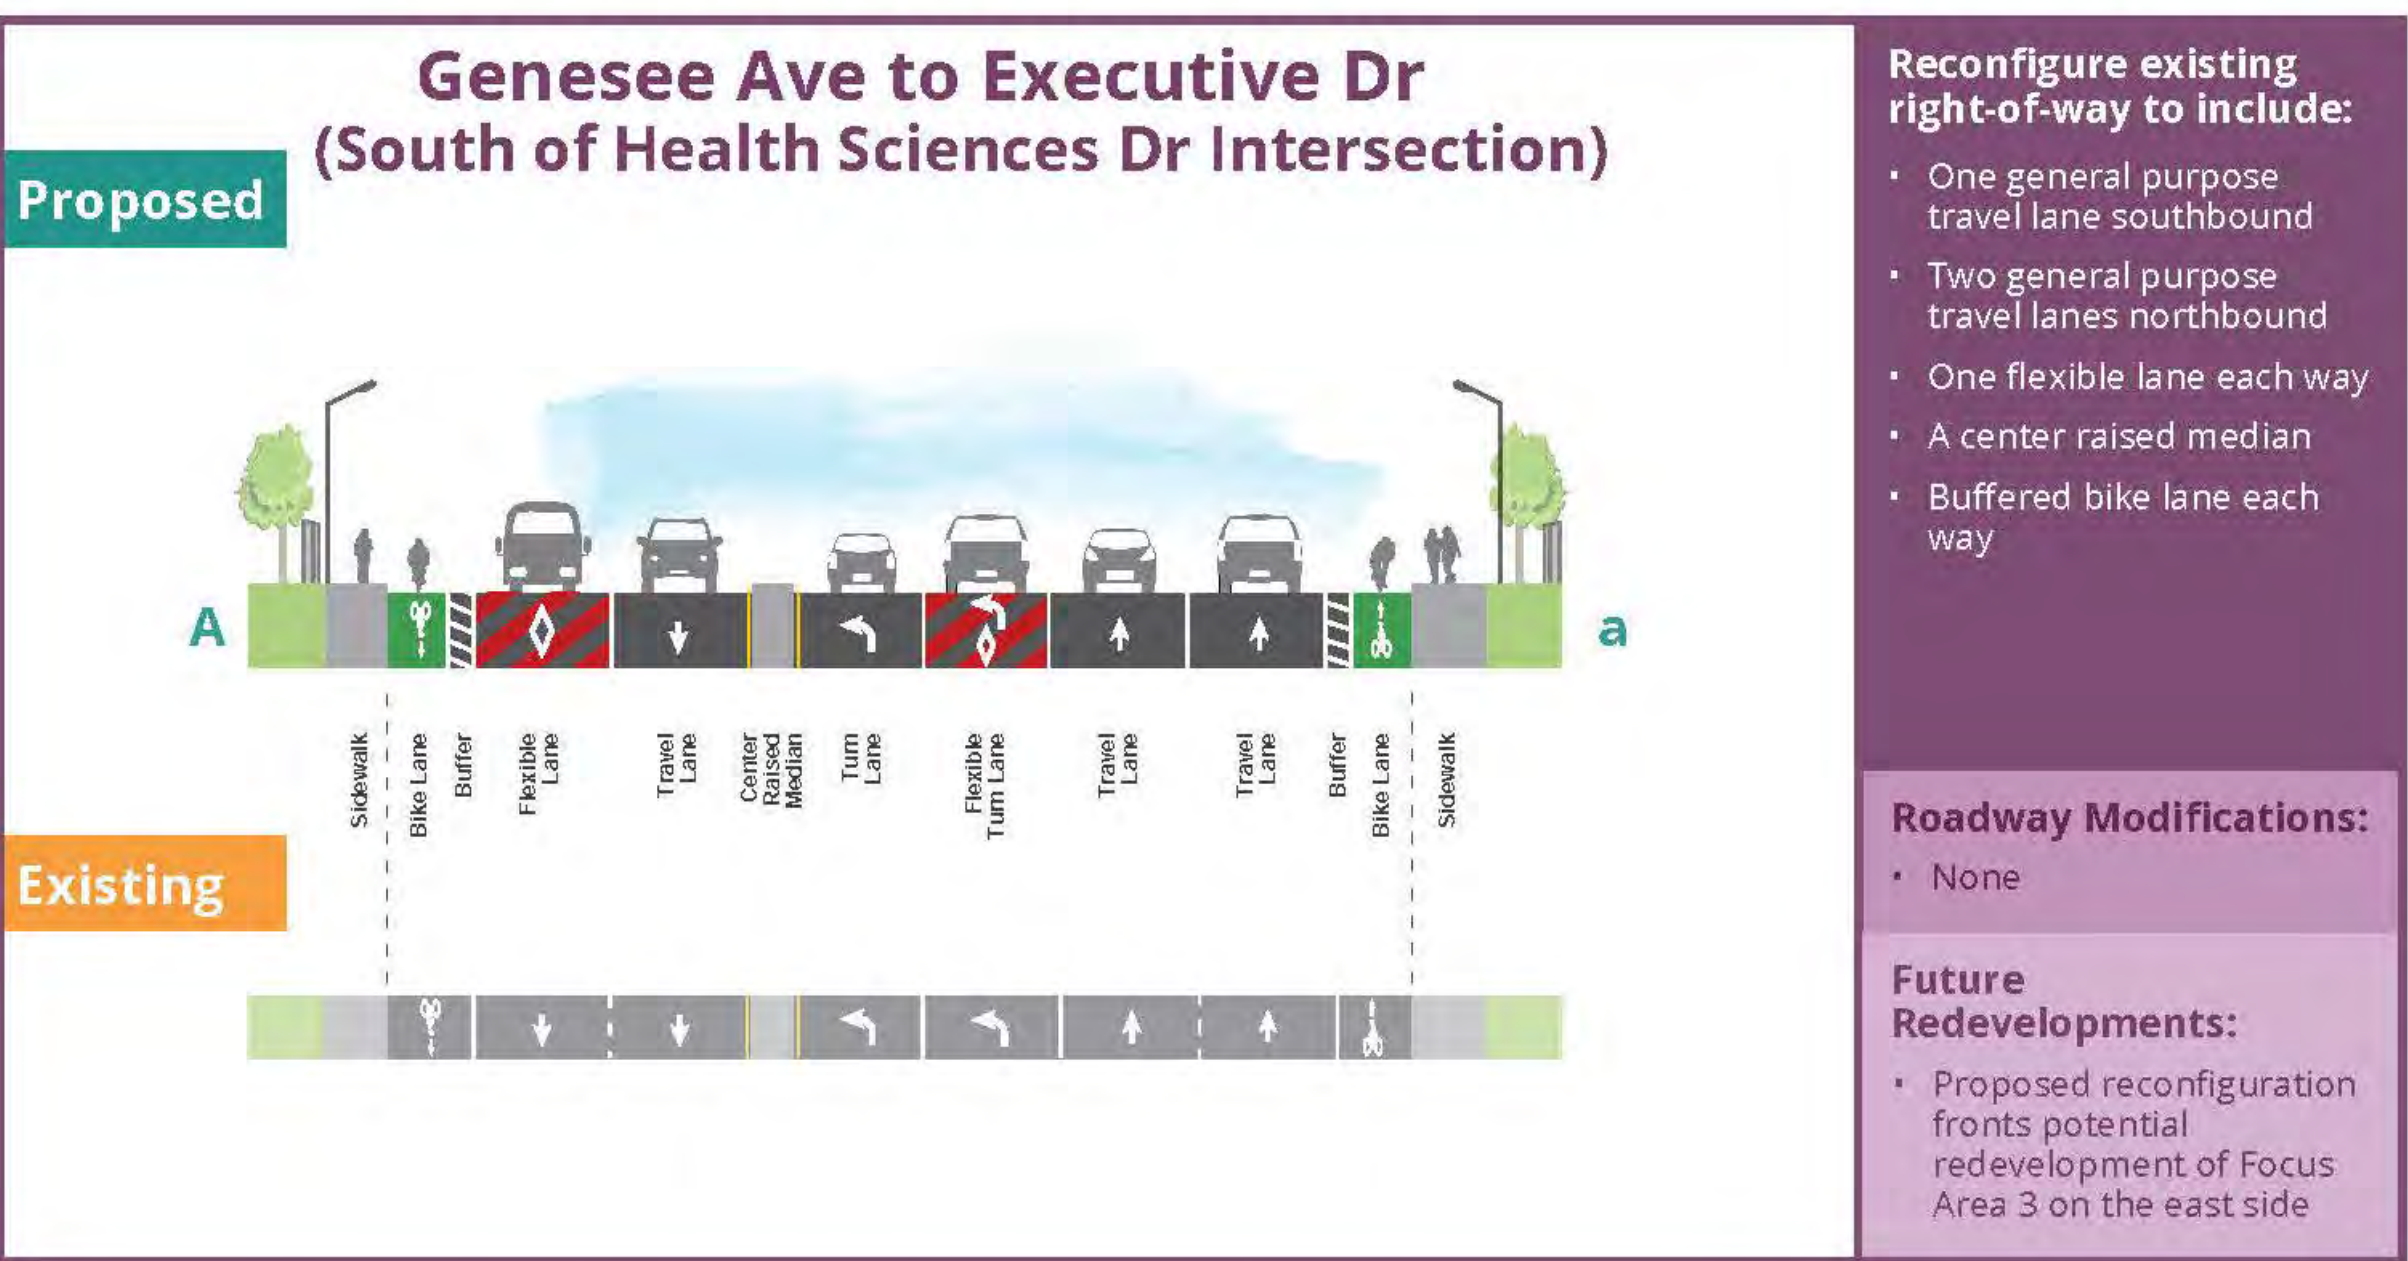 Genesee Ave to Executive Dr
(South of Health Sciences Dr Intersection)
Proposed
A
a
Sidewalk
Bike Lane
Buffer
Flexible
Lane
Travel
Lane
Center
Raised
Median
Turn
Lane
Flexible
Turn Lane
Travel
Lane
Travel
Lane
Buffer
Bike Lane
Sidewalk
Existing
Reconfigure existing
right-of-way to include:
· One general purpose
travel lane southbound
· Two general purpose
travel lanes northbound
· One flexible lane each way
· A center raised median
· Buffered bike lane each
way
Roadway Modifications:
· None
Future
Redevelopments:
· Proposed reconfiguration
fronts potential
redevelopment of Focus
Area 3 on the east side